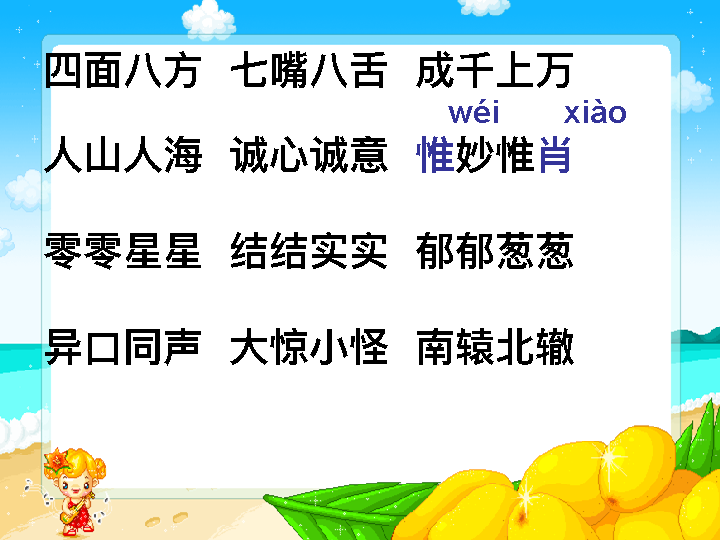 四面八方 七嘴八舌 成千上万
wéi xiào
人山人海 诚心诚意 惟妙惟肖
零零星星 结结实实 郁郁葱葱
异口同声 大惊小怪 南辕北辙